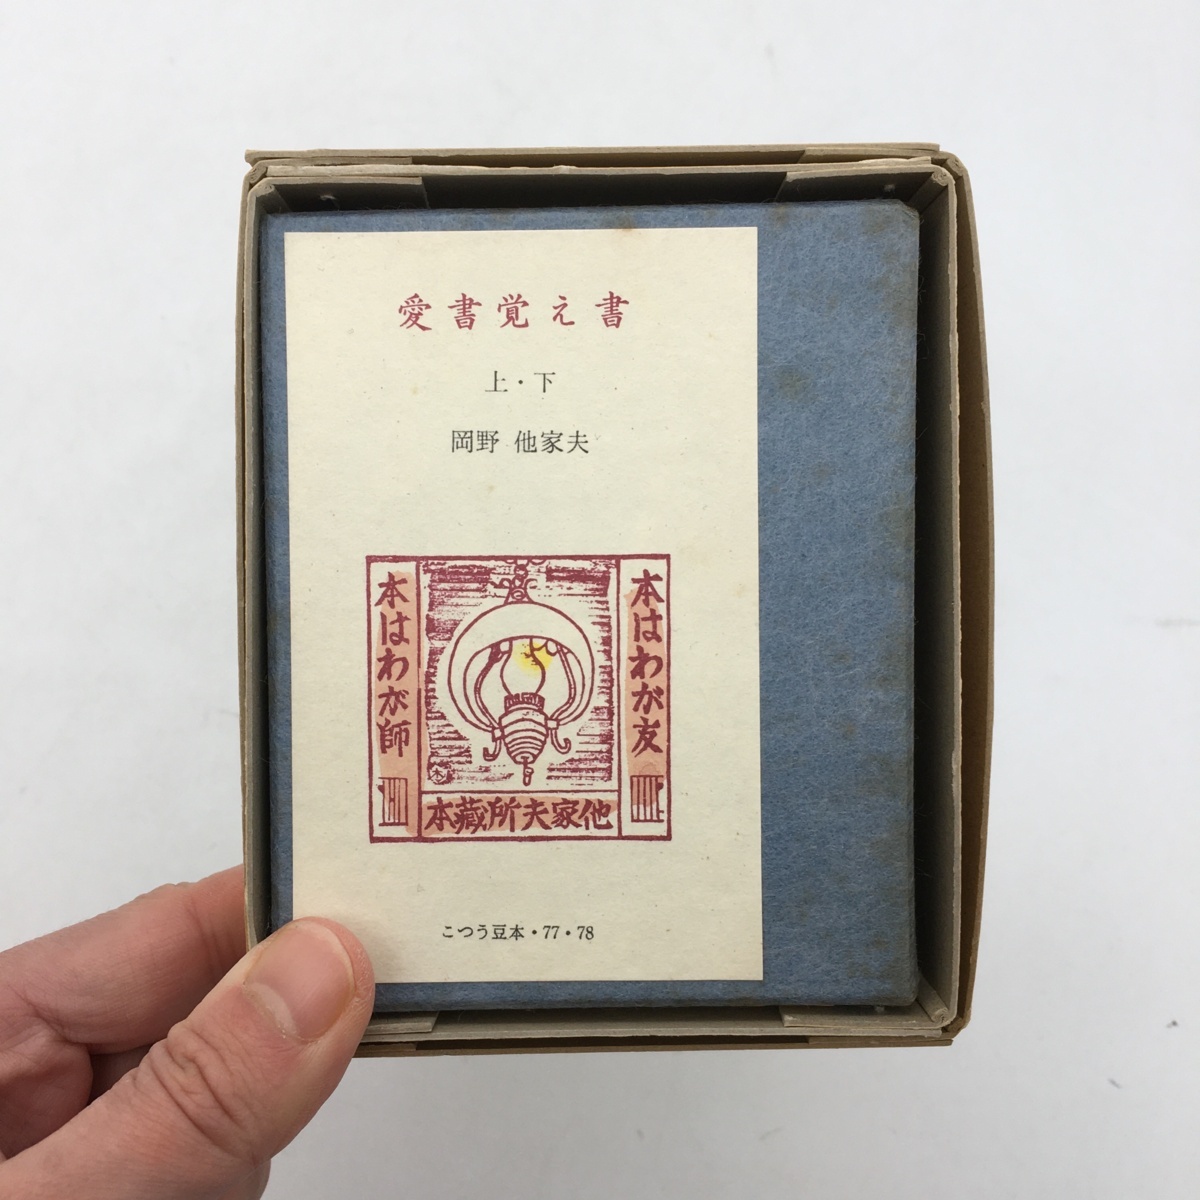 愛書覚え書
上・下
岡野 他家夫
本はわが友
本はわが師
他家夫所藏本
こつう豆本・77・78